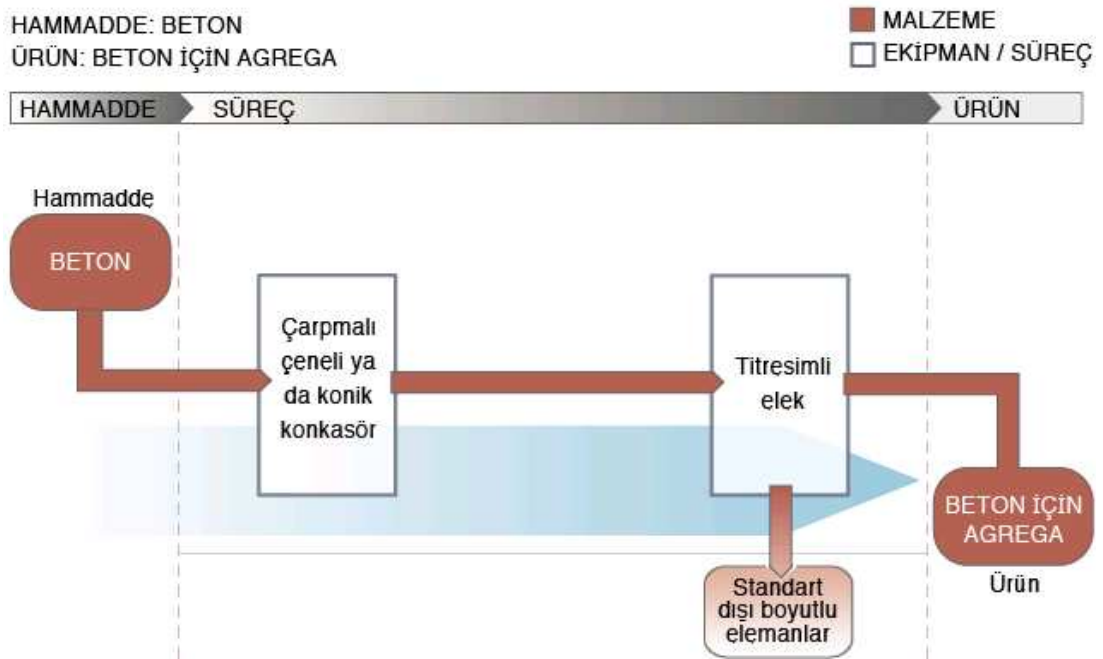 HAMMADDE: BETON
ÜRÜN: BETON İÇİN AGREGA
MALZEME
EKİPMAN / SÜREÇ
HAMMADDE
SÜREÇ
ÜRÜN
Hammadde
BETON
Çarpmalı
çeneli ya
da konik
konkasör
Titresimli
elek
BETON İÇİN
AGREGA
Ürün
Standart
dışı boyutlu
elemanlar